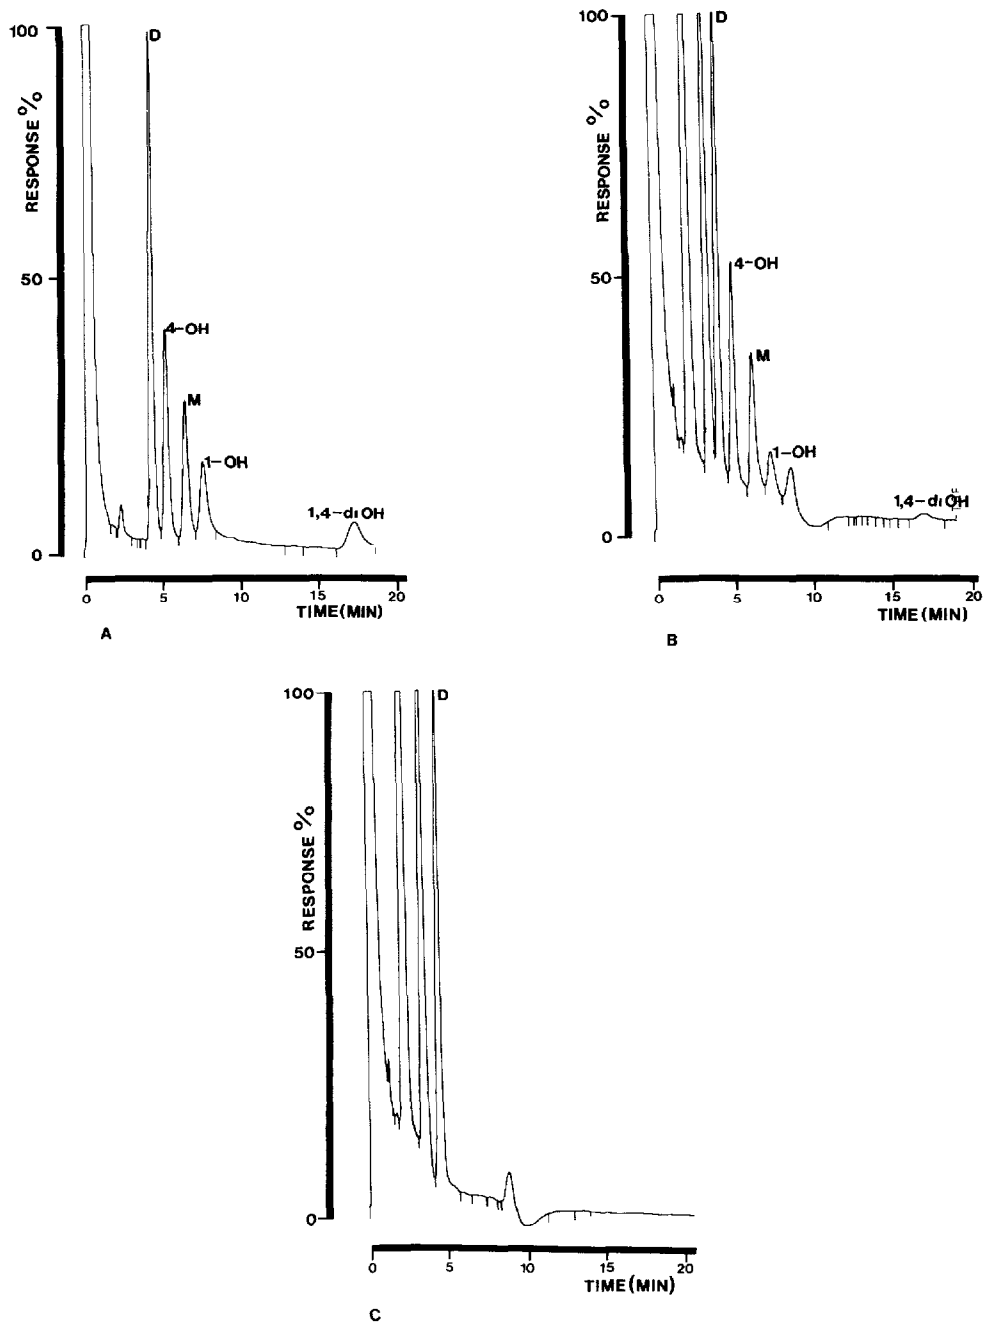 100
D
RESPONSE %
50
4-OH
M
1-OH
1,4-diOH
0
0 5 10 15 20
TIME(MIN)
A
100
D
RESPONSE %
4-OH
50
M
1-OH
1,4-diOH
0
0 5 10 15 20
TIME(MIN)
B
100
D
RESPONSE %
50
0
0 5 10 15 20
TIME(MIN)
C